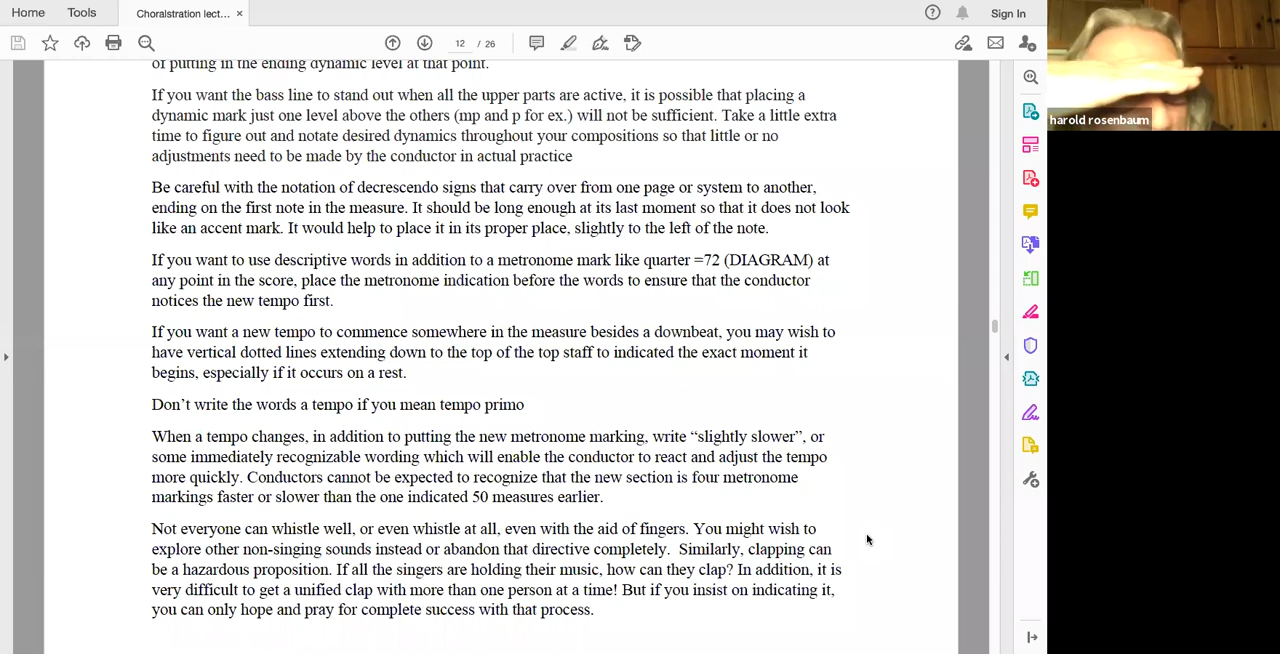 Home
Tools
Choralstration lect...
×
Sign In
12 / 26
harold rosenbaum
of putting in the ending dynamic level at that point.
If you want the bass line to stand out when all the upper parts are active, it is possible that placing a
dynamic mark just one level above the others (mp and p for ex.) will not be sufficient. Take a little extra
time to figure out and notate desired dynamics throughout your compositions so that little or no
adjustments need to be made by the conductor in actual practice
Be careful with the notation of decrescendo signs that carry over from one page or system to another,
ending on the first note in the measure. It should be long enough at its last moment so that it does not look
like an accent mark. It would help to place it in its proper place, slightly to the left of the note.
If you want to use descriptive words in addition to a metronome mark like quarter =72 (DIAGRAM) at
any point in the score, place the metronome indication before the words to ensure that the conductor
notices the new tempo first.
If you want a new tempo to commence somewhere in the measure besides a downbeat, you may wish to
have vertical dotted lines extending down to the top of the top staff to indicated the exact moment it
begins, especially if it occurs on a rest.
Don't write the words a tempo if you mean tempo primo
When a tempo changes, in addition to putting the new metronome marking, write “slightly slower”, or
some immediately recognizable wording which will enable the conductor to react and adjust the tempo
more quickly. Conductors cannot be expected to recognize that the new section is four metronome
markings faster or slower than the one indicated 50 measures earlier.
Not everyone can whistle well, or even whistle at all, even with the aid of fingers. You might wish to
explore other non-singing sounds instead or abandon that directive completely.  Similarly, clapping can
be a hazardous proposition. If all the singers are holding their music, how can they clap? In addition, it is
very difficult to get a unified clap with more than one person at a time! But if you insist on indicating it,
you can only hope and pray for complete success with that process.